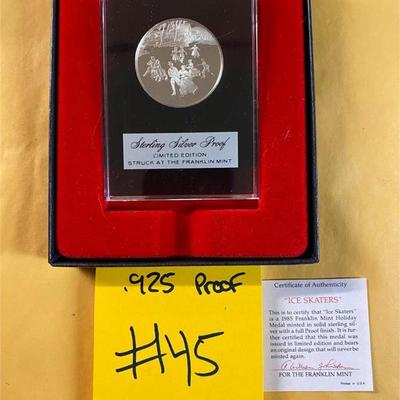 Sterling Silver Proof
LIMITED EDITION
STRUCK AT THE FRANKLIN MINT
.925 Proof
#45
Certificate of Authenticity
"ICE SKATERS"
This is to certify that "Ice Skaters"
is a 1985 Franklin Mint Holiday
Medal minted in solid sterling sil-
ver with a full Proof finish. It is fur-
ther certified that this medal was
issued in limited edition and bears
an original design that will never be
minted again.
FOR THE FRANKLIN MINT
Printed in U.S.A.